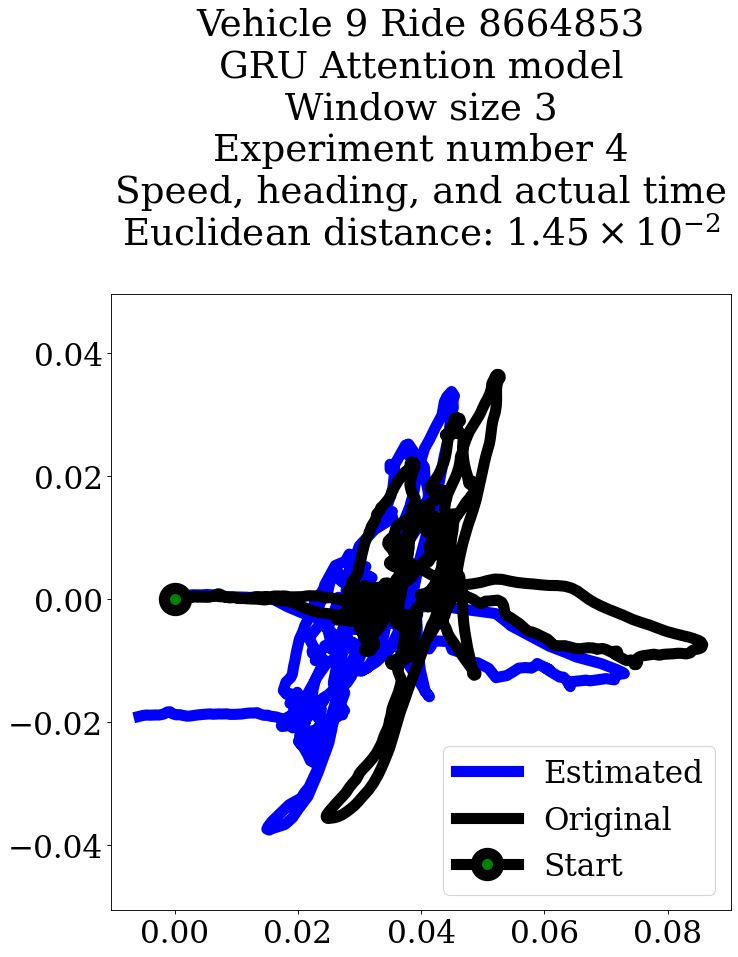 Vehicle 9 Ride 8664853
GRU Attention model
Window size 3
Experiment number 4
Speed, heading, and actual time
Euclidean distance: 1.45 × 10⁻²
0.04
0.02
0.00
−0.02
−0.04
Estimated
Original
Start
0.00 0.02 0.04 0.06 0.08